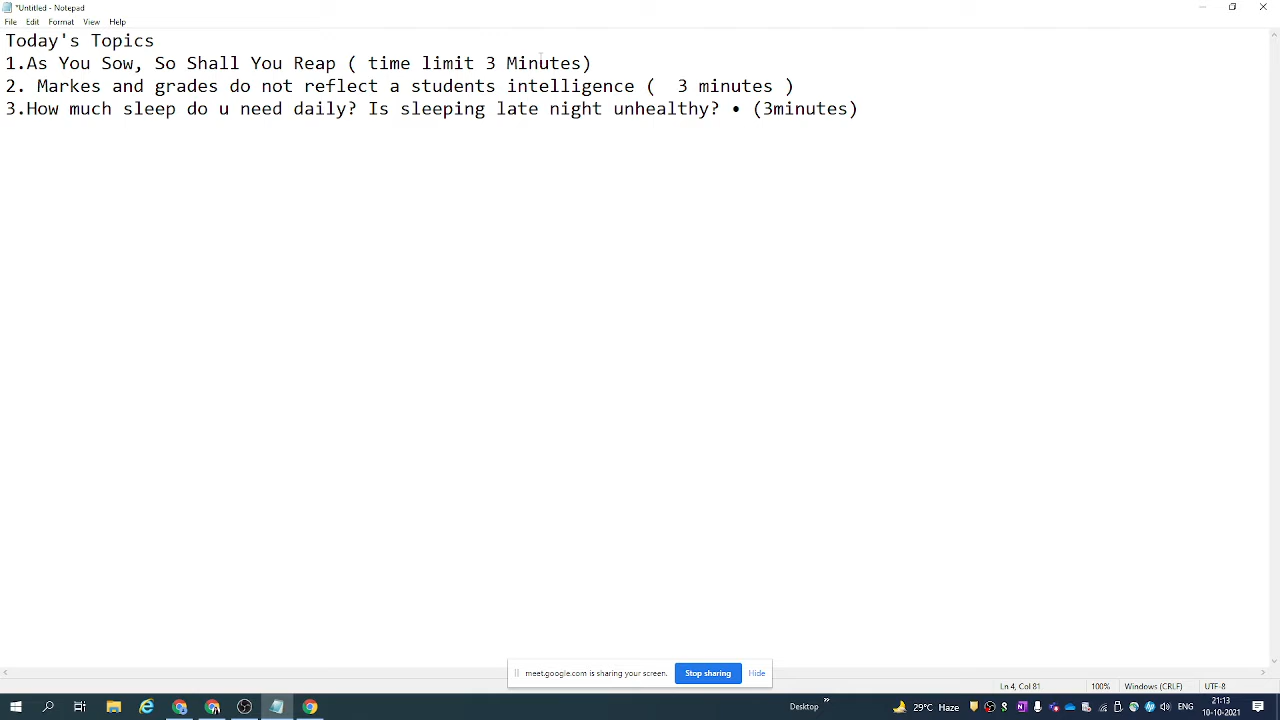 *Untitled - Notepad
File Edit Format View Help
Today's Topics
1.As You Sow, So Shall You Reap ( time limit 3 Minutes)
2. Markes and grades do not reflect a students intelligence (  3 minutes )
3.How much sleep do u need daily? Is sleeping late night unhealthy? • (3minutes)
meet.google.com is sharing your screen. Stop sharing Hide
Ln 4, Col 81 100% Windows (CRLF) UTF-8
Desktop » 29°C Haze ENG 21:13
10-10-2021